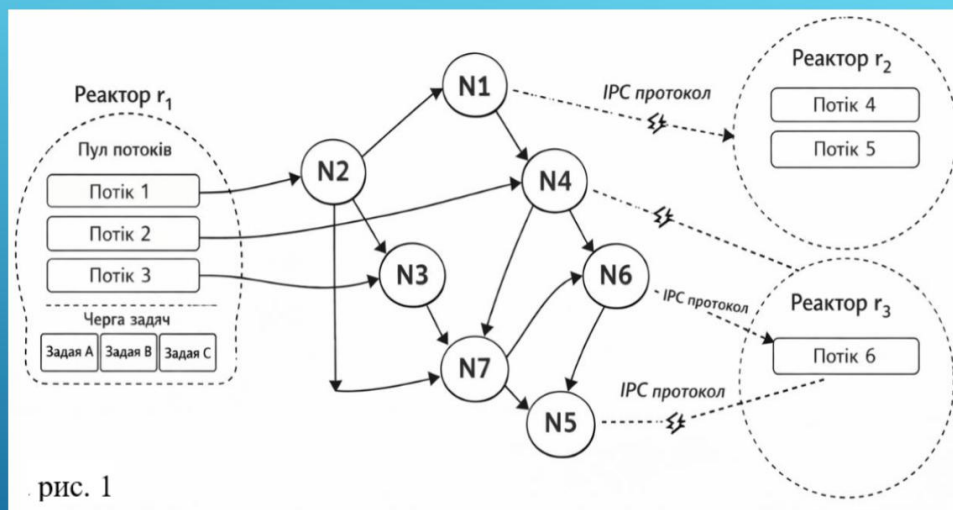 Реактор r₁
Пул потоків
Потік 1
Потік 2
Потік 3
Черга задач
Задая A
Задая B
Задая C
N1
N2
N3
N4
N6
N7
N5
IPC протокол
Реактор r₂
Потік 4
Потік 5
IPC протокол
Реактор r₃
Потік 6
IPC протокол
рис. 1